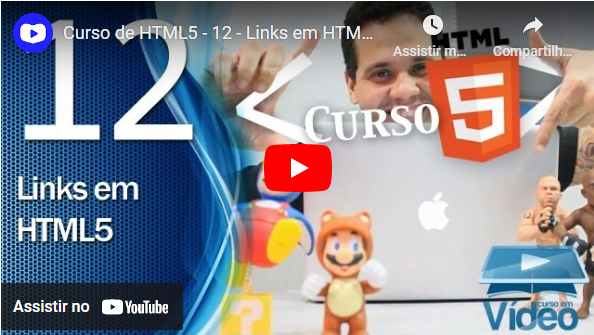 12
Curso de HTML5 - 12 - Links em HTM...
Assistir m...
Compartilh...
HTML
CURSO
5
Links em
HTML5
?
Assistir no YouTube
curso em
Vídeo